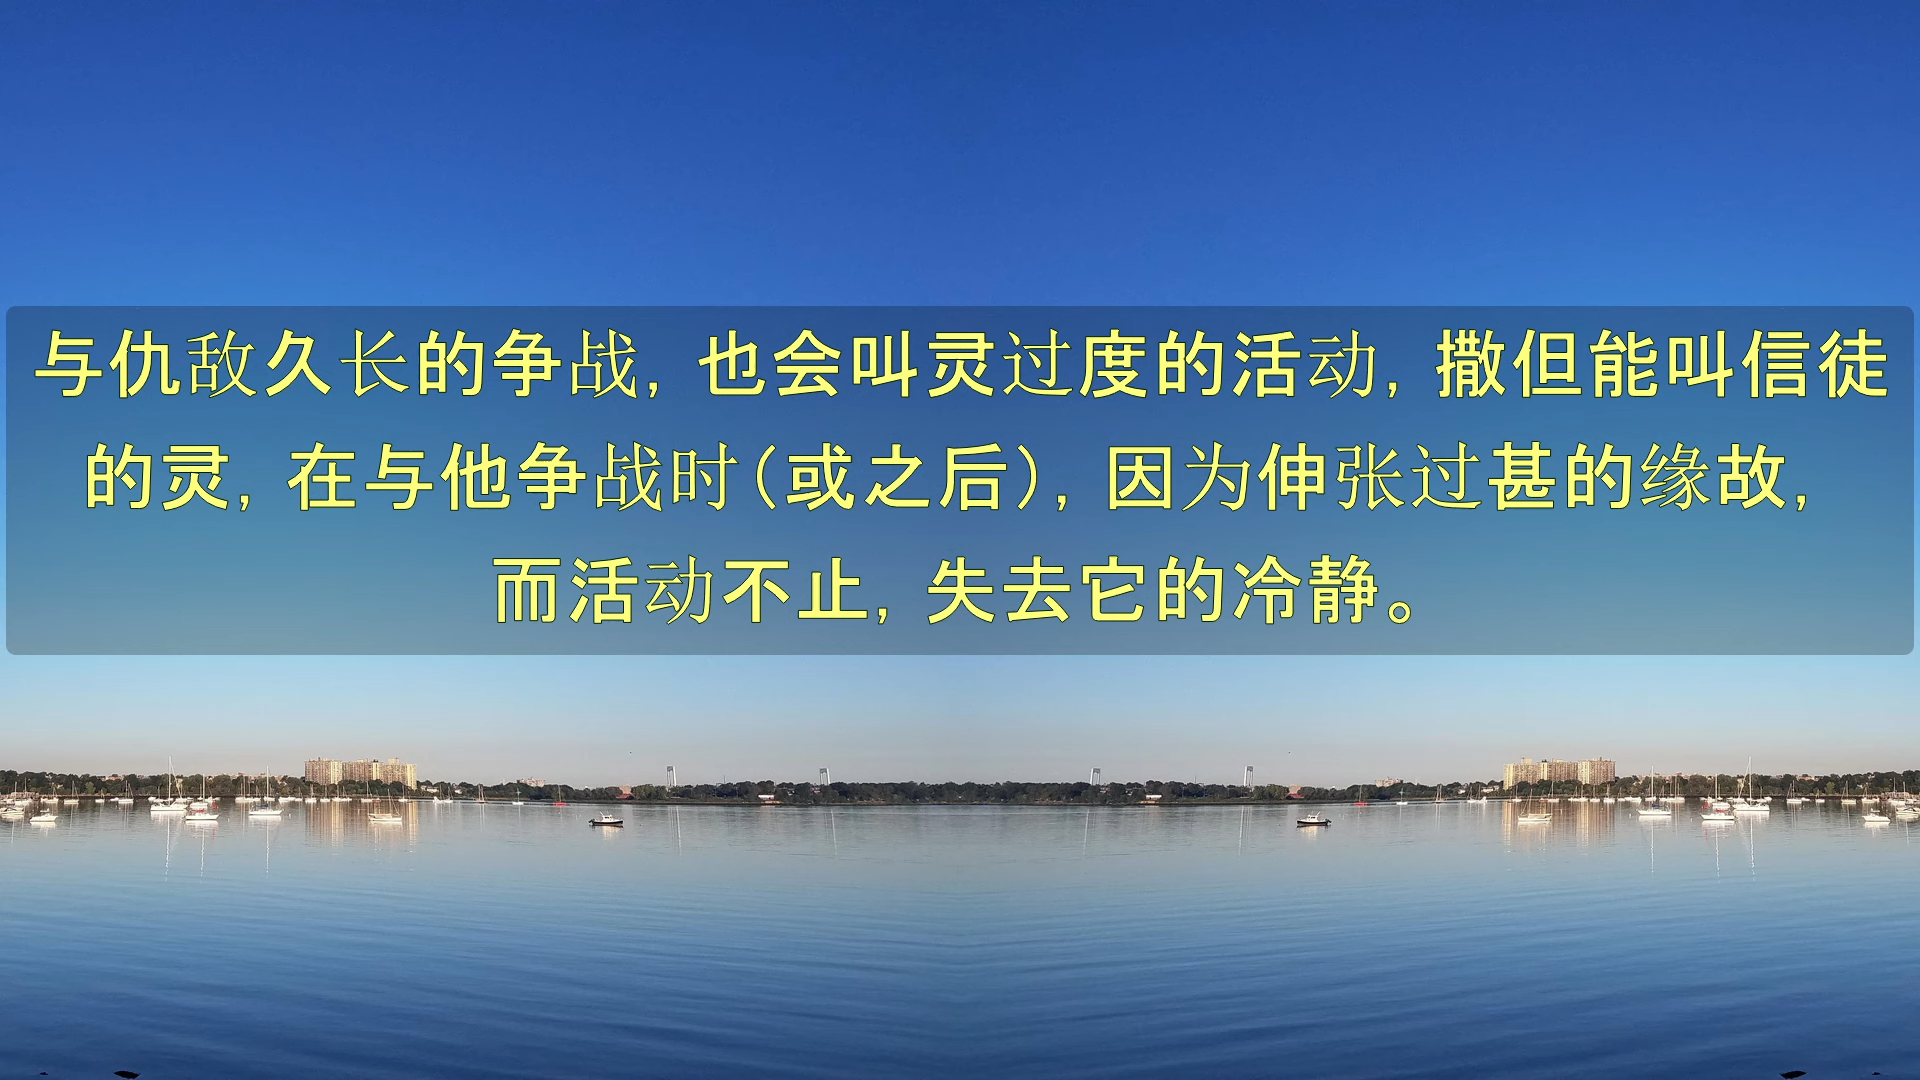 与仇敌久长的争战, 也会叫灵过度的活动, 撒但能叫信徒
的灵, 在与他争战时(或之后), 因为伸张过甚的缘故,
而活动不止, 失去它的冷静。